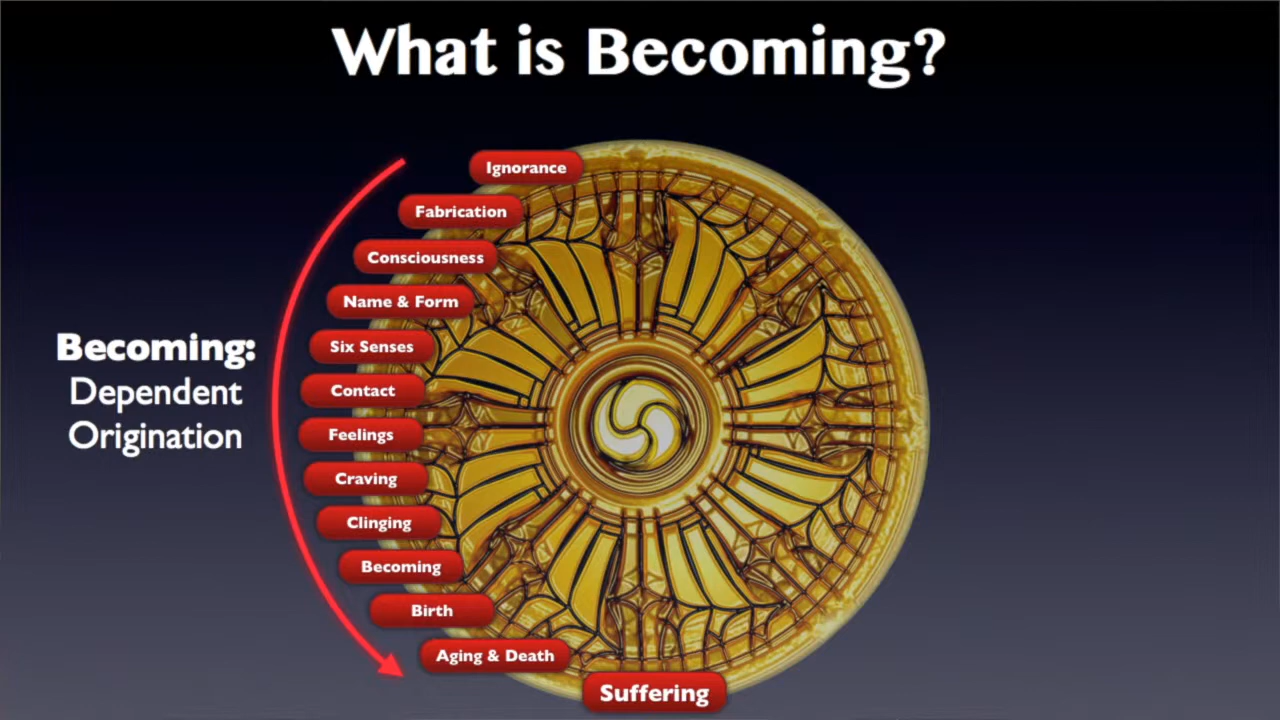 What is Becoming?
Becoming:
Dependent
Origination
Ignorance
Fabrication
Consciousness
Name & Form
Six Senses
Contact
Feelings
Craving
Clinging
Becoming
Birth
Aging & Death
Suffering